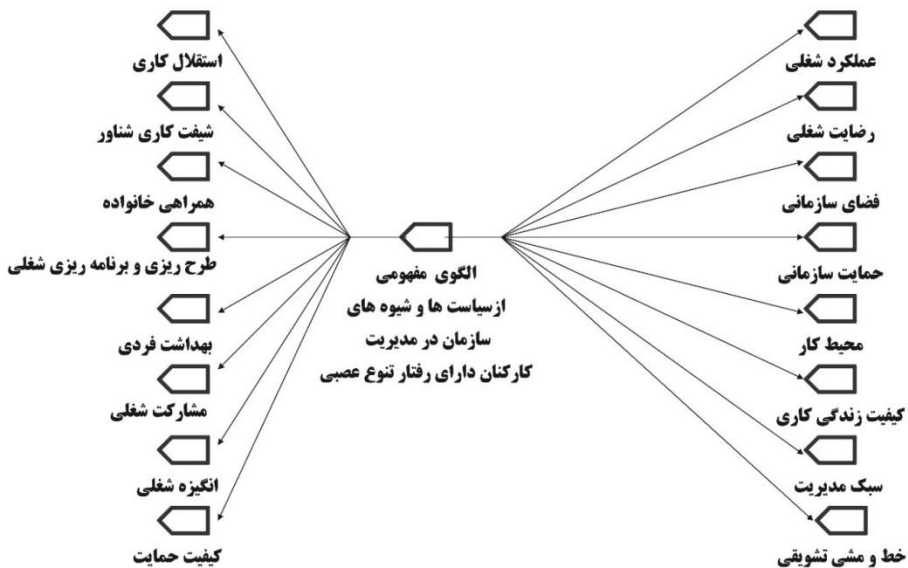 عملکرد شغلی
رضایت شغلی
فضای سازمانی
حمایت سازمانی
محیط کار
کیفیت زندگی کاری
سبک مدیریت
خط و مشی تشویقی
الگوی مفهومی
ازسیاست ها و شیوه های
سازمان در مدیریت
کارکنان دارای رفتار تنوع عصبی
استقلال کاری
شیفت کاری شناور
همراهی خانواده
طرح ریزی و برنامه ریزی شغلی
بهداشت فردی
مشارکت شغلی
انگیزه شغلی
کیفیت حمایت